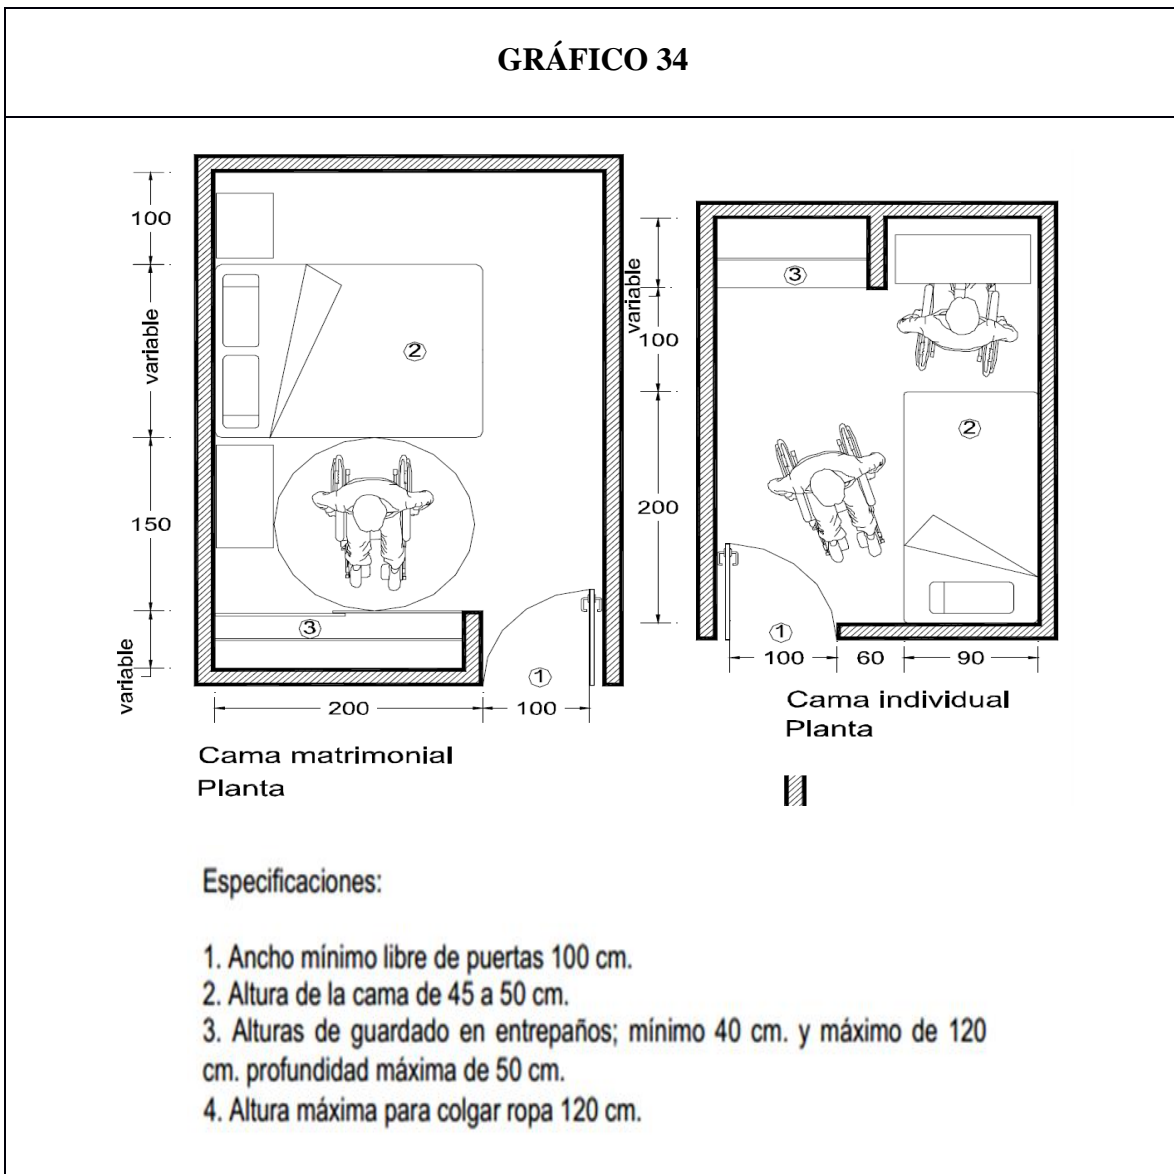 GRÁFICO 34
100
variable
150
variable
2
3
1
200
100
Cama matrimonial
Planta
variable
100
200
3
2
1
100
60
90
Cama individual
Planta
Especificaciones:
1. Ancho mínimo libre de puertas 100 cm.
2. Altura de la cama de 45 a 50 cm.
3. Alturas de guardado en entrepaños; mínimo 40 cm. y máximo de 120
cm. profundidad máxima de 50 cm.
4. Altura máxima para colgar ropa 120 cm.